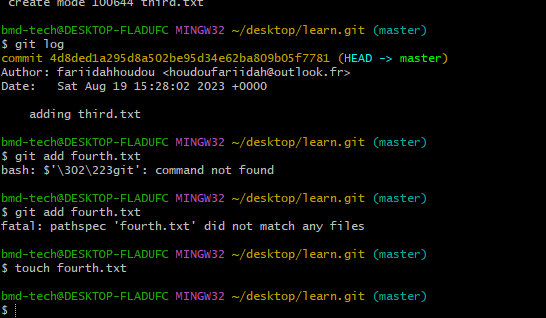 create mode 100644 third.txt
bmd-tech@DESKTOP-FLADUFC MINGW32 ~/desktop/learn.git (master)
$ git log
commit 4d8ded1a295d8a502be95d34e62ba809b05f7781 (HEAD -> master)
Author: fariidahoudou <houdoufariidah@outlook.fr>
Date:   Sat Aug 19 15:28:02 2023 +0000
    adding third.txt
bmd-tech@DESKTOP-FLADUFC MINGW32 ~/desktop/learn.git (master)
$ git add fourth.txt
bash: $'\302\223git': command not found
bmd-tech@DESKTOP-FLADUFC MINGW32 ~/desktop/learn.git (master)
$ git add fourth.txt
fatal: pathspec 'fourth.txt' did not match any files
bmd-tech@DESKTOP-FLADUFC MINGW32 ~/desktop/learn.git (master)
$ touch fourth.txt
bmd-tech@DESKTOP-FLADUFC MINGW32 ~/desktop/learn.git (master)
$